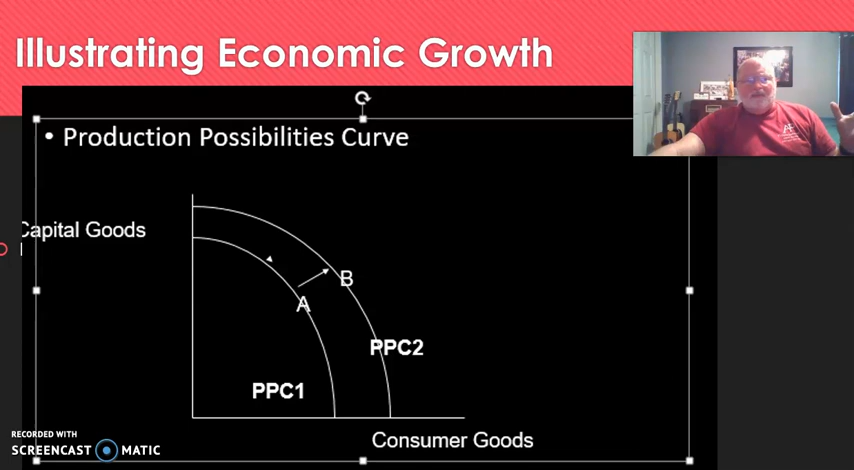 Illustrating Economic Growth
• Production Possibilities Curve
Capital Goods
B
A
PPC2
PPC1
Consumer Goods
RECORDED WITH
SCREENCAST MATIC